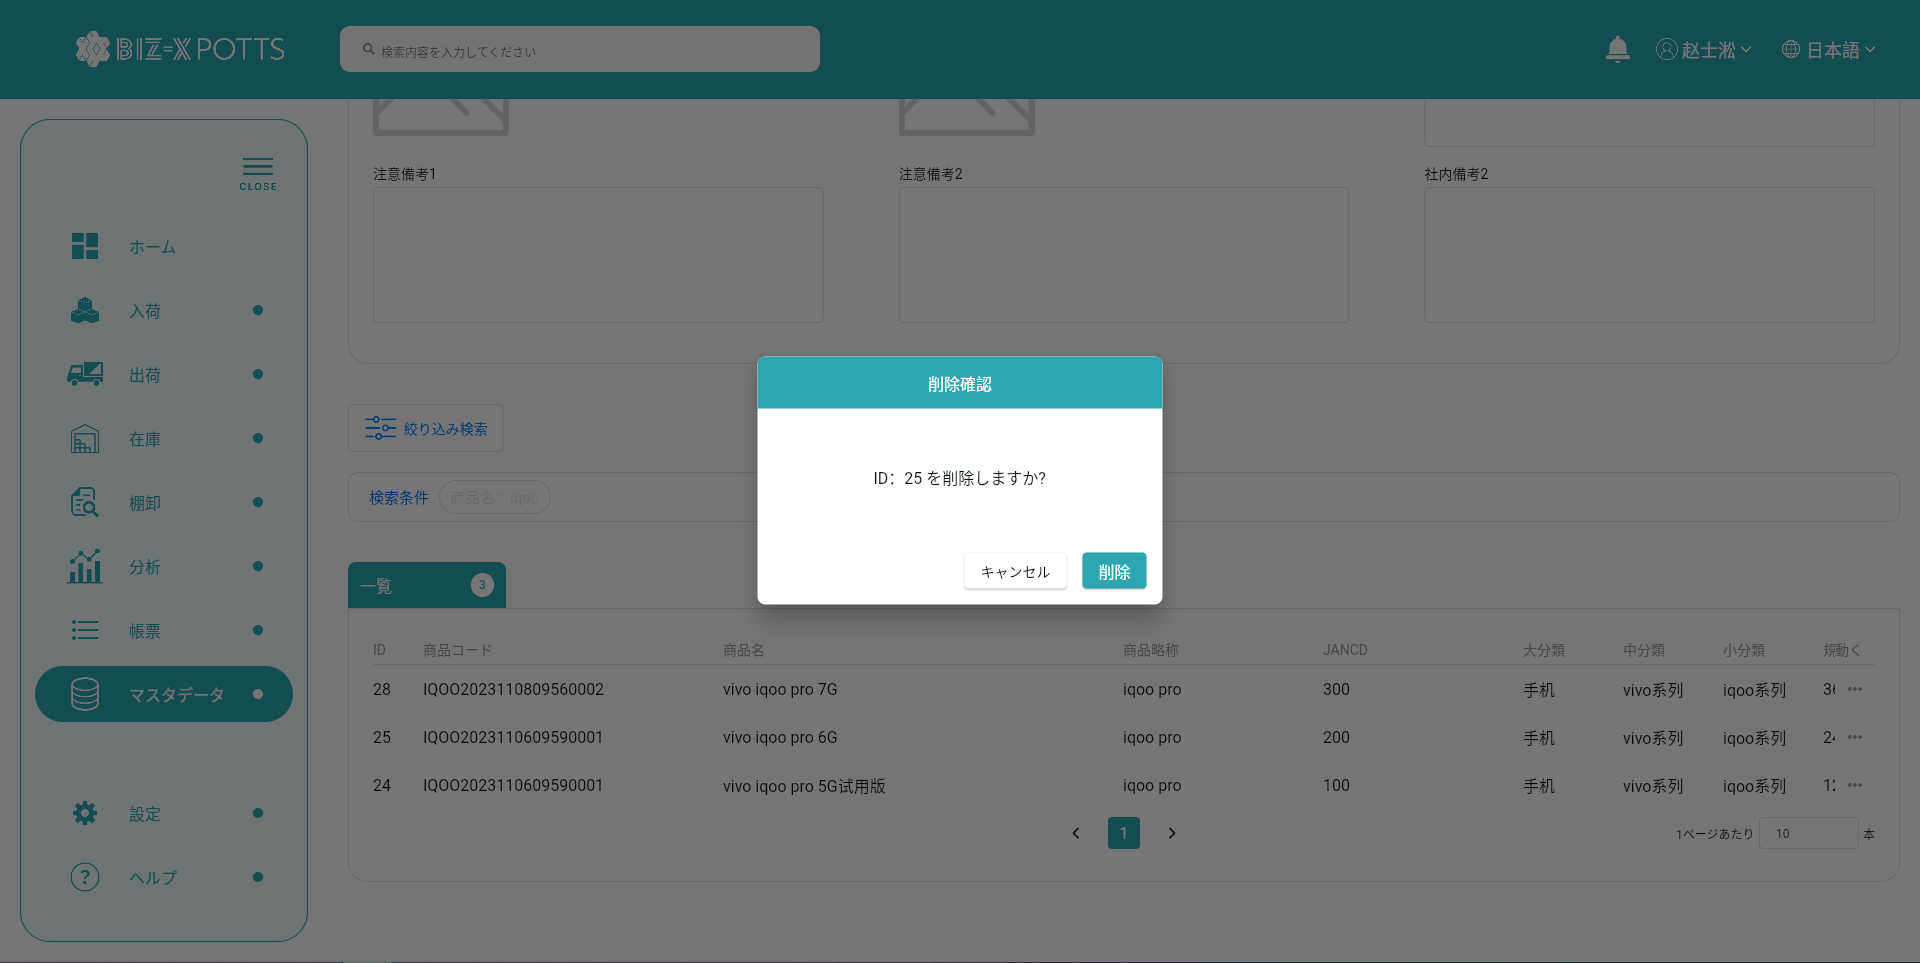 BIZ=X POTTS
検索内容を入力してください
赵士淞
日本語
CLOSE
ホーム
入荷
出荷
在庫
棚卸
分析
帳票
マスタデータ
設定
ヘルプ
注意備考1
注意備考2
社内備考2
絞り込み検索
検索条件
商品名：iqoo
削除確認
ID：25 を削除しますか?
キャンセル
削除
一覧
3
ID 商品コード 商品名 商品略称 JANCD 大分類 中分類 小分類
28 IQOO2023110809560002 vivo iqoo pro 7G iqoo pro 300 手机 vivo系列 iqoo系列
25 IQOO2023110609590001 vivo iqoo pro 6G iqoo pro 200 手机 vivo系列 iqoo系列
24 IQOO2023110609590001 vivo iqoo pro 5G试用版 iqoo pro 100 手机 vivo系列 iqoo系列
1
1ページあたり 10 本